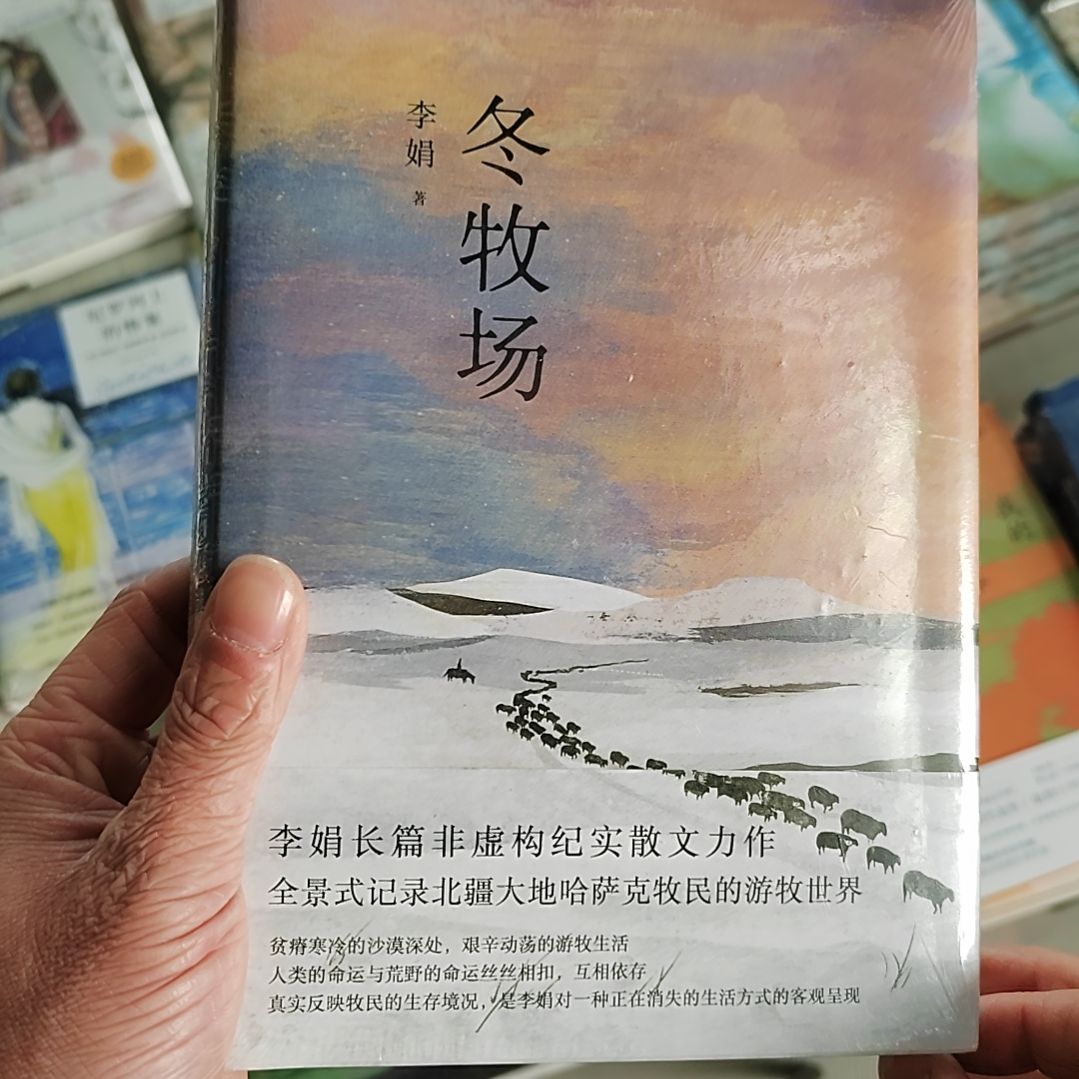 冬牧场
李娟 著
李娟长篇非虚构纪实散文力作
全景式记录北疆大地哈萨克牧民的游牧世界
贫瘠寒冷的沙漠深处，艰辛动荡的游牧生活
人类的命运与荒野的命运丝丝相扣，互相依存
真实反映牧民的生存境况，是李娟对一种正在消失的生活方式的客观呈现